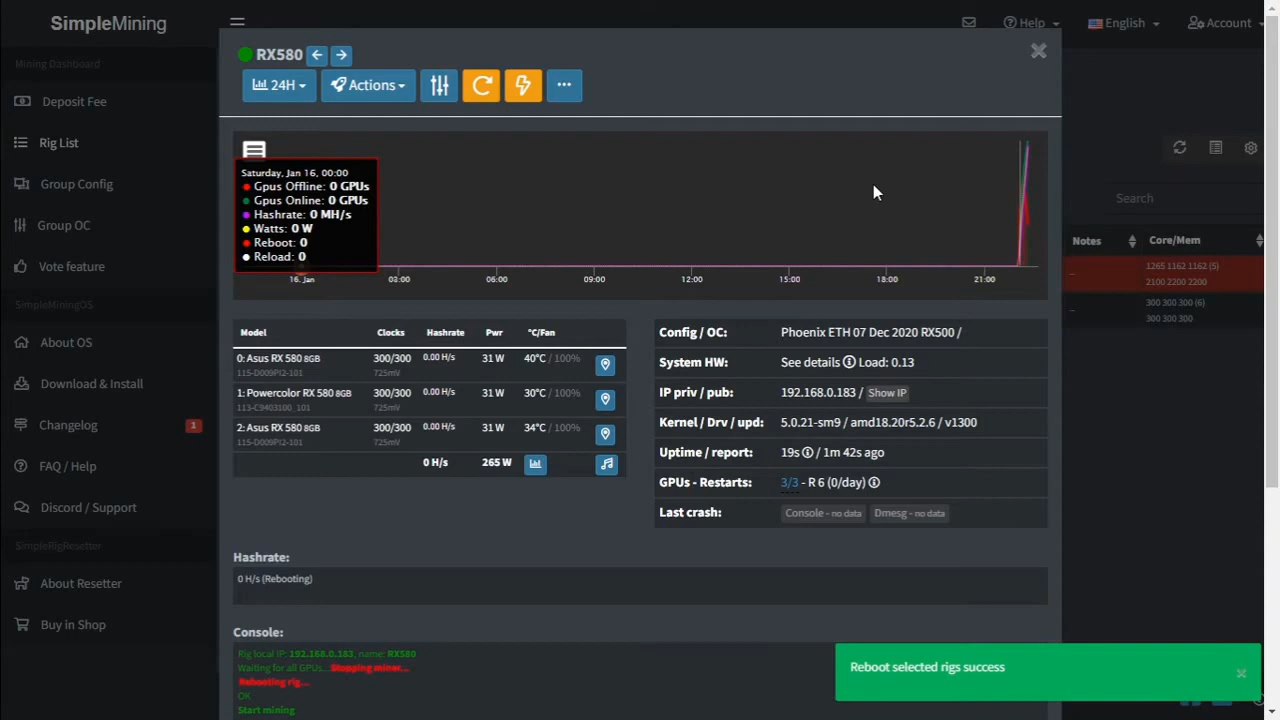 SimpleMining
Help
English
Account
Mining Dashboard
RX580
Deposit Fee
24H
Actions
Rig List
Group Config
Group OC
Vote feature
SimpleMiningOS
About OS
Download & Install
Changelog
1
FAQ / Help
Discord / Support
SimpleRigResetter
About Resetter
Buy in Shop
Saturday, Jan 16, 00:00
Gpus Offline: 0 GPUs
Gpus Online: 0 GPUs
Hashrate: 0 MH/s
Watts: 0 W
Reboot: 0
Reload: 0
16. Jan 03:00 06:00 09:00 12:00 15:00 18:00 21:00
Search
Notes Core/Mem
-- 1265 1162 1162 (5)
2100 2200 2200
-- 300 300 300 (6)
300 300 300
Model Clocks Hashrate Pwr °C/Fan
0: Asus RX 580 8GB 300/300 0.00 H/s 31 W 40°C / 100%
115-D009PI2-101 725mV
1: Powercolor RX 580 8GB 300/300 0.00 H/s 31 W 30°C / 100%
113-C9403100_101 725mV
2: Asus RX 580 8GB 300/300 0.00 H/s 31 W 34°C / 100%
115-D009PI2-101 725mV
0 H/s 265 W
Config / OC: Phoenix ETH 07 Dec 2020 RX500 /
System HW: See details Load: 0.13
IP priv / pub: 192.168.0.183 / Show IP
Kernel / Drv / upd: 5.0.21-sm9 / amd18.20r5.2.6 / v1300
Uptime / report: 19s / 1m 42s ago
GPUs - Restarts: 3/3 - R 6 (0/day)
Last crash: Console - no data Dmesg - no data
Hashrate:
0 H/s (Rebooting)
Console:
Rig local IP: 192.168.0.183, name: RX580
Waiting for all GPUs... Stopping miner...
Rebooting rig...
OK
Start mining
Reboot selected rigs success